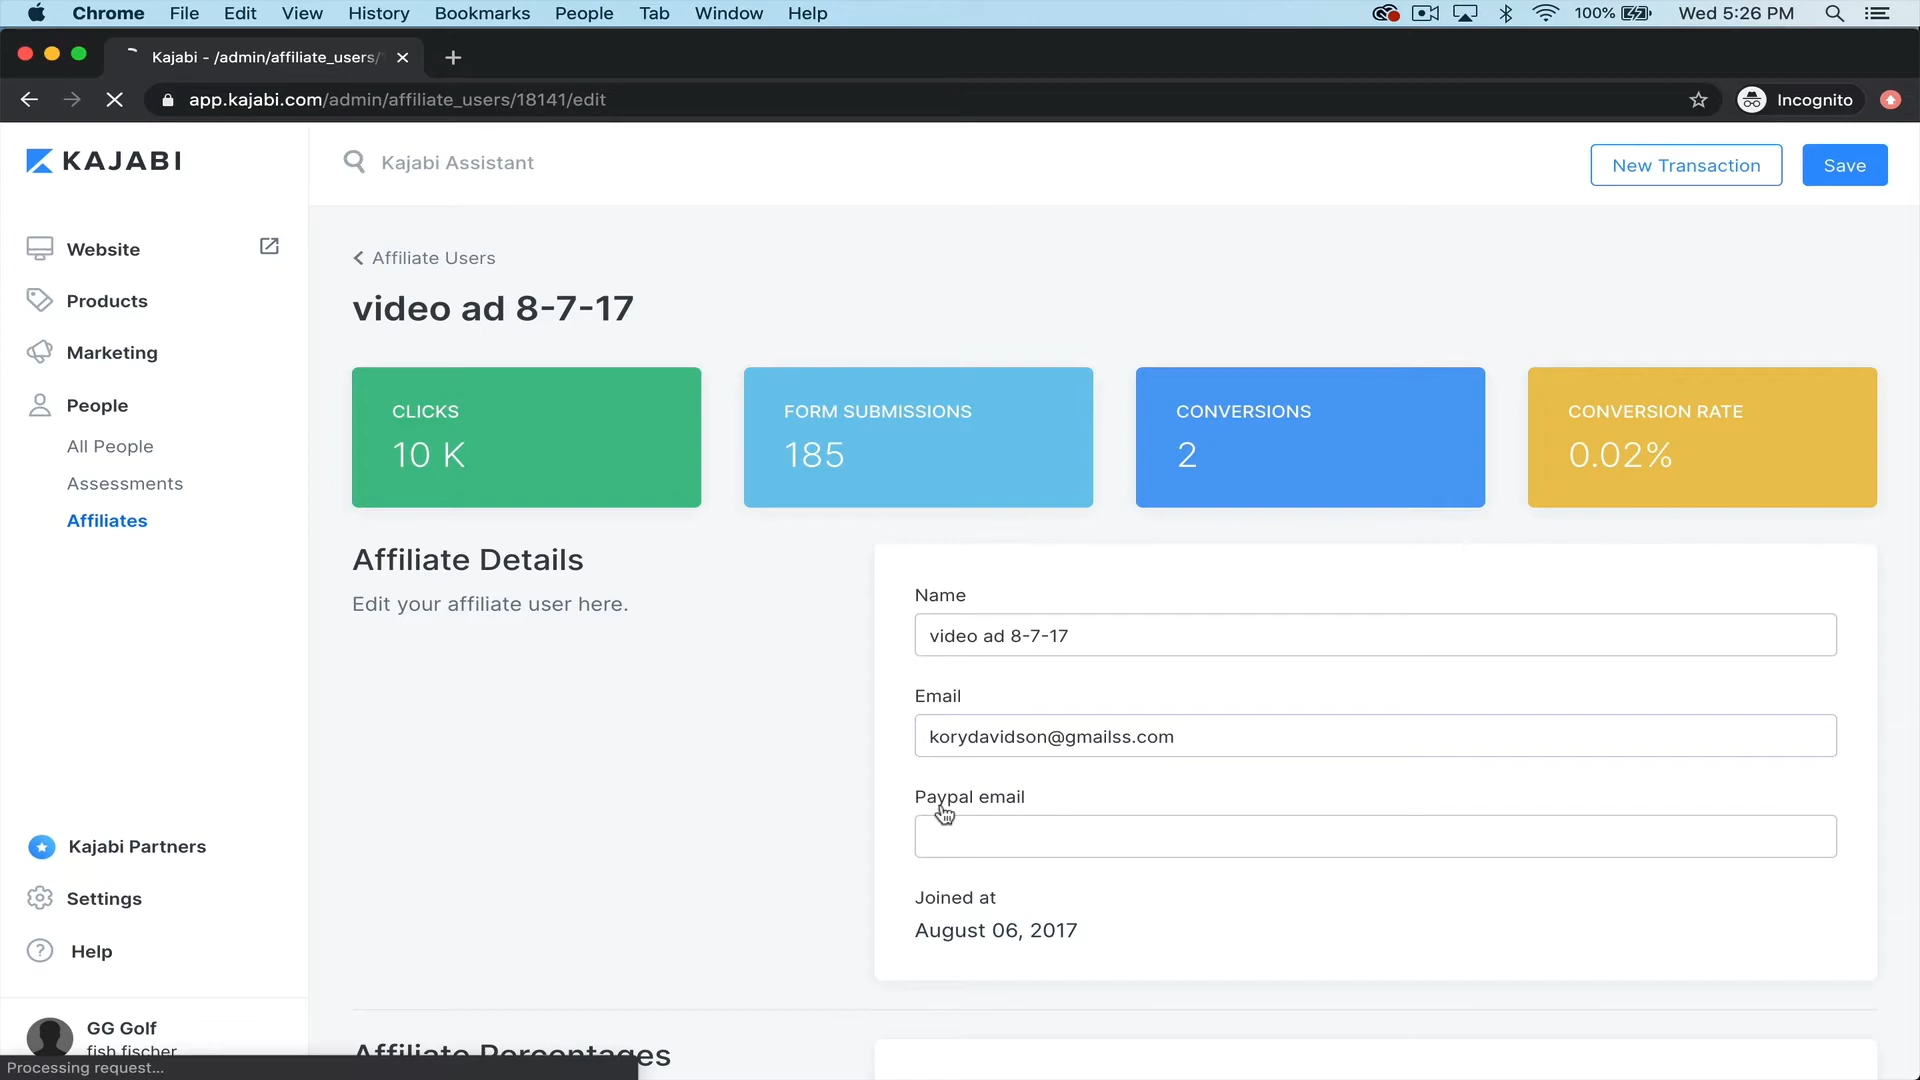 Chrome File Edit View History Bookmarks People Tab Window Help 100% Wed 5:26 PM
Kajabi - /admin/affiliate_users/
app.kajabi.com/admin/affiliate_users/18141/edit Incognito
KAJABI
Kajabi Assistant
New Transaction
Save
Website
Products
Marketing
People
All People
Assessments
Affiliates
Kajabi Partners
Settings
Help
GG Golf
fish fischer
Processing request...
Affiliate Users
video ad 8-7-17
CLICKS
10 K
FORM SUBMISSIONS
185
CONVERSIONS
2
CONVERSION RATE
0.02%
Affiliate Details
Edit your affiliate user here.
Name
video ad 8-7-17
Email
korydavidson@gmailss.com
Paypal email
Joined at
August 06, 2017
Affiliate Percentages